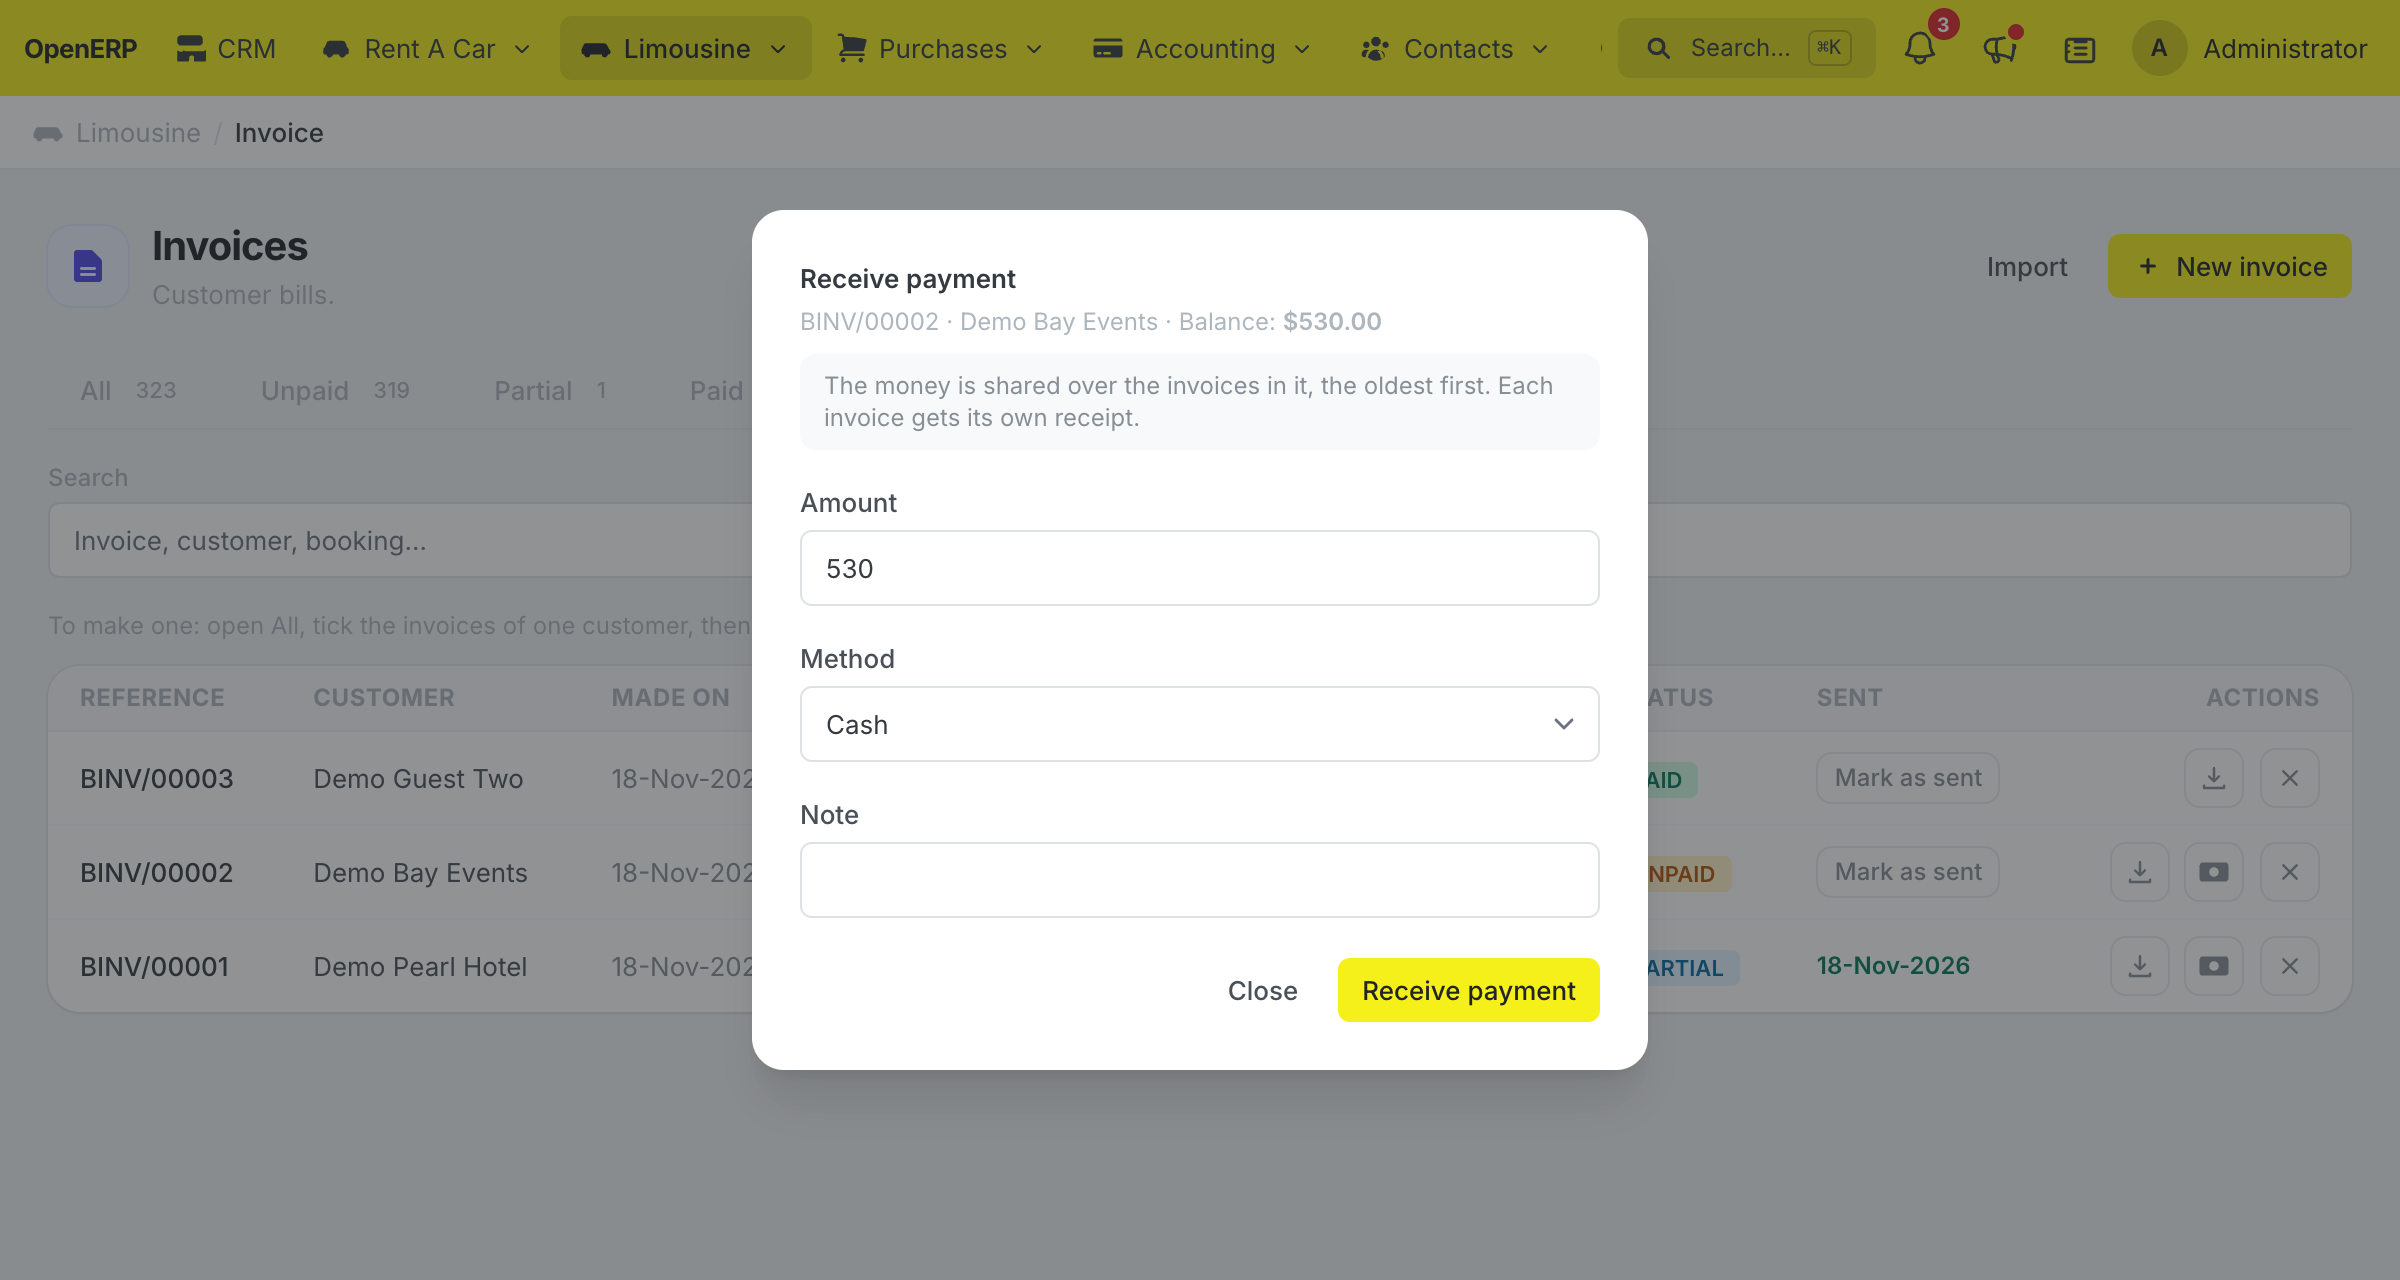 OpenERP CRM Rent A Car Limousine Purchases Accounting Contacts Search... ⌘K 3 A Administrator
Limousine / Invoice
Invoices
Customer bills.
Import + New invoice
All 323 Unpaid 319 Partial 1 Paid
Search
Invoice, customer, booking...
To make one: open All, tick the invoices of one customer, then
REFERENCE CUSTOMER MADE ON SENT ACTIONS
BINV/00003 Demo Guest Two 18-Nov-202 Mark as sent
BINV/00002 Demo Bay Events 18-Nov-202 NPAID Mark as sent
BINV/00001 Demo Pearl Hotel 18-Nov-202 ARTIAL 18-Nov-2026
Receive payment
BINV/00002 · Demo Bay Events · Balance: $530.00
The money is shared over the invoices in it, the oldest first. Each
invoice gets its own receipt.
Amount
530
Method
Cash
Note
Close Receive payment